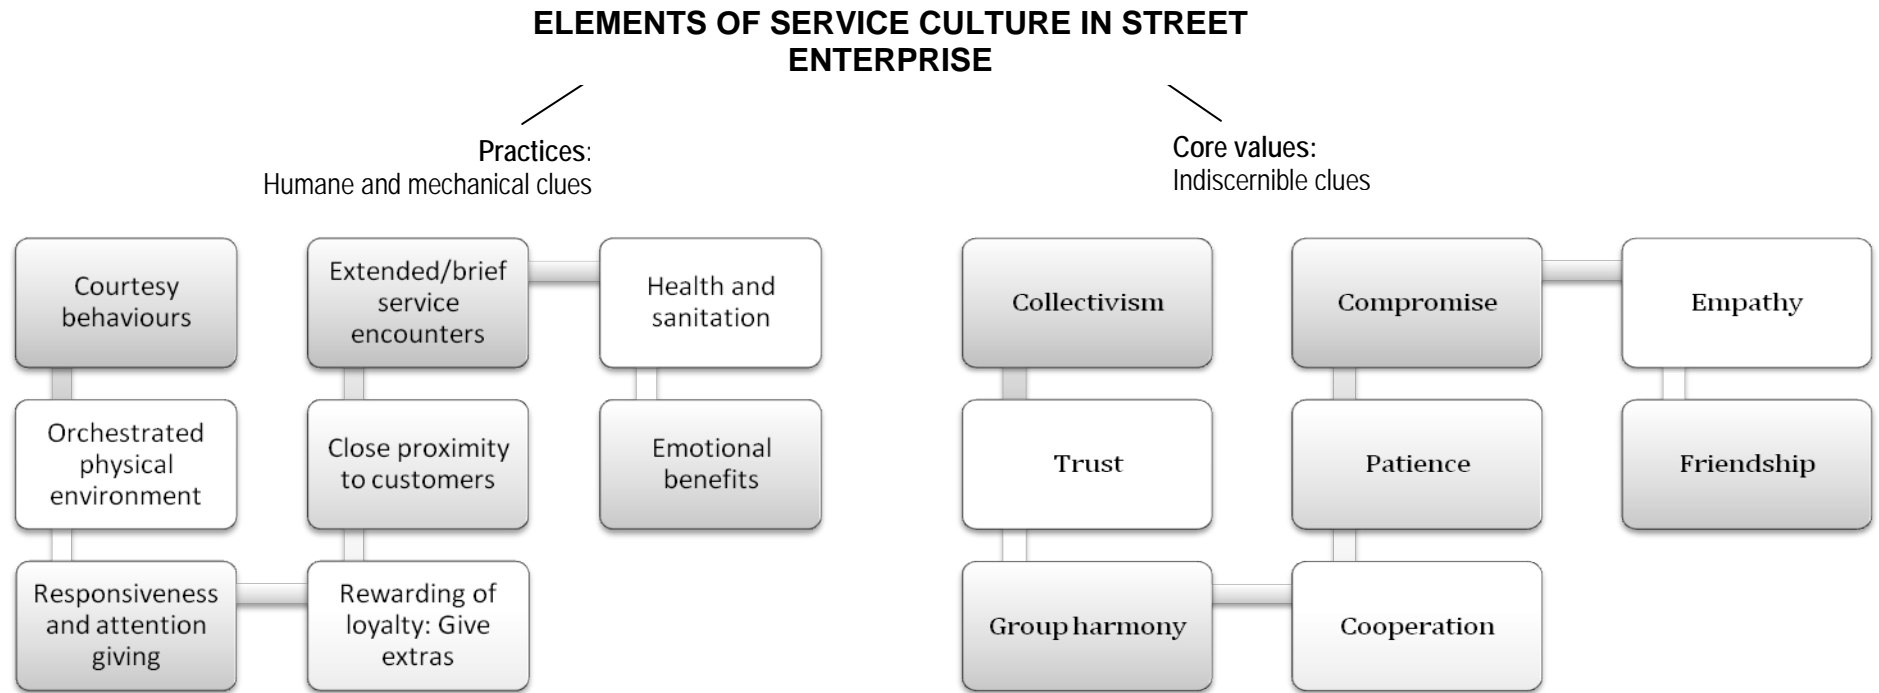 ELEMENTS OF SERVICE CULTURE IN STREET
ENTERPRISE
Practices:
Humane and mechanical clues
Courtesy
behaviours
Orchestrated
physical
environment
Responsiveness
and attention
giving
Rewarding of
loyalty: Give
extras
Close proximity
to customers
Extended/brief
service
encounters
Health and
sanitation
Emotional
benefits
Core values:
Indiscernible clues
Collectivism
Trust
Group harmony
Cooperation
Patience
Compromise
Empathy
Friendship